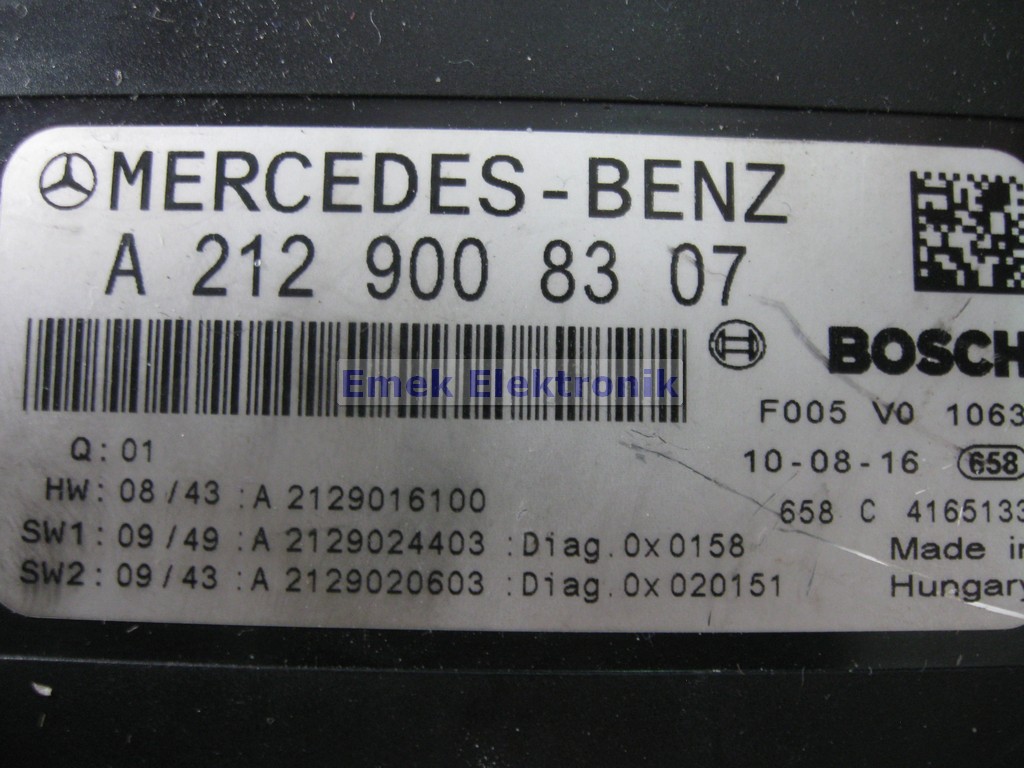 MERCEDES-BENZ
A 212 900 83 07
BOSCH
Emek Elektronik
F005 V0 1063
Q: 01
10-08-16 658
HW: 08/43 :A 2129016100
658 C 4165133
SW1: 09/49 :A 2129024403 :Diag.0x0158
Made in
SW2: 09/43 :A 2129020603 :Diag.0x020151
Hungary